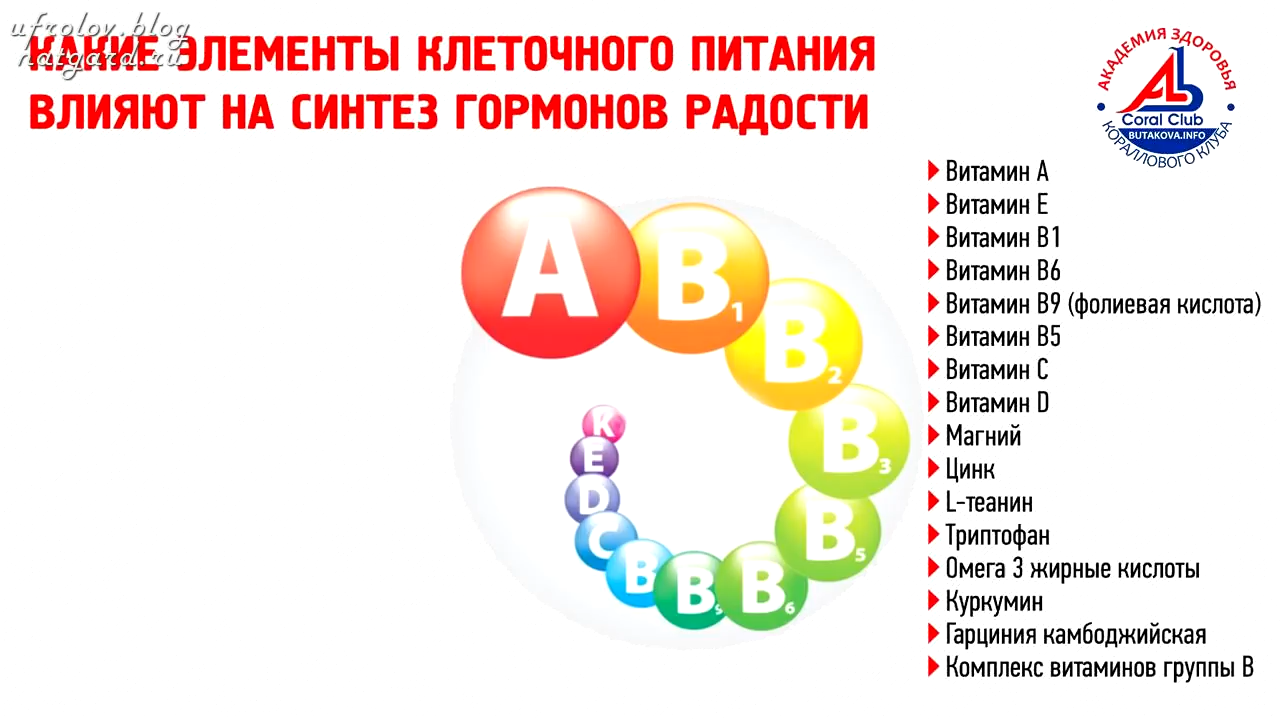 ufrolov.blog
natgard.ru
КАКИЕ ЭЛЕМЕНТЫ КЛЕТОЧНОГО ПИТАНИЯ
ВЛИЯЮТ НА СИНТЕЗ ГОРМОНОВ РАДОСТИ
АКАДЕМИЯ ЗДОРОВЬЯ
Coral Club
BUTAKOVA.INFO
КОРАЛЛОВОГО КЛУБА
A
B1
B2
B3
B5
B6
B9
B
C
D
E
K
Витамин А
Витамин Е
Витамин В1
Витамин В6
Витамин В9 (фолиевая кислота)
Витамин В5
Витамин С
Витамин D
Магний
Цинк
L-теанин
Триптофан
Омега 3 жирные кислоты
Куркумин
Гарциния камбоджийская
Комплекс витаминов группы В